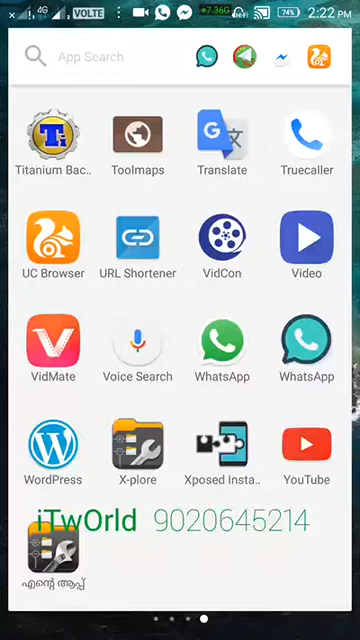 4G VOLTE 7.36G 74% 2:22 PM
App Search
Titanium Bac.. Toolmaps Translate Truecaller
UC Browser URL Shortener VidCon Video
VidMate Voice Search WhatsApp WhatsApp
WordPress X-plore Xposed Insta.. YouTube
iTwOrld 9020645214
എന്റെ ആപ്പ്